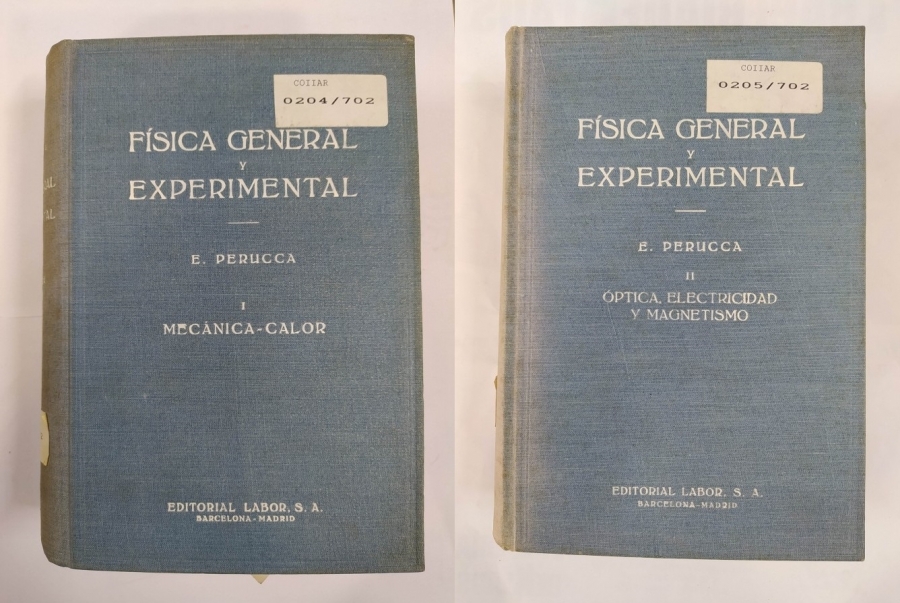 COIIAR
0204/702
FÍSICA GENERAL
Y
EXPERIMENTAL
E. PERUCCA
I
MECÁNICA-CALOR
EDITORIAL LABOR, S. A.
BARCELONA-MADRID
COIIAR
0205/702
FÍSICA GENERAL
Y
EXPERIMENTAL
E. PERUCCA
II
ÓPTICA, ELECTRICIDAD
Y MAGNETISMO
EDITORIAL LABOR, S. A.
BARCELONA-MADRID